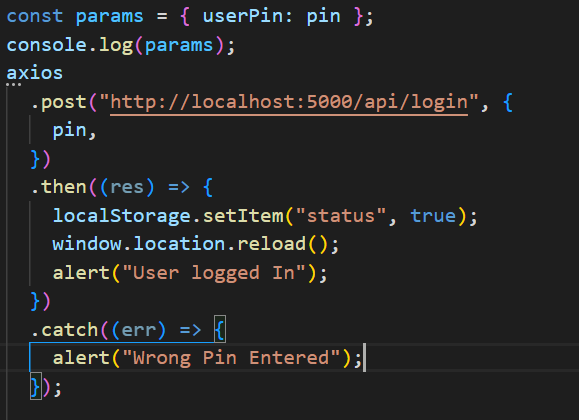 const params = { userPin: pin };
console.log(params);
axios
.post("http://localhost:5000/api/login", {
pin,
})
.then((res) => {
localStorage.setItem("status", true);
window.location.reload();
alert("User logged In");
})
.catch((err) => {
alert("Wrong Pin Entered");
});